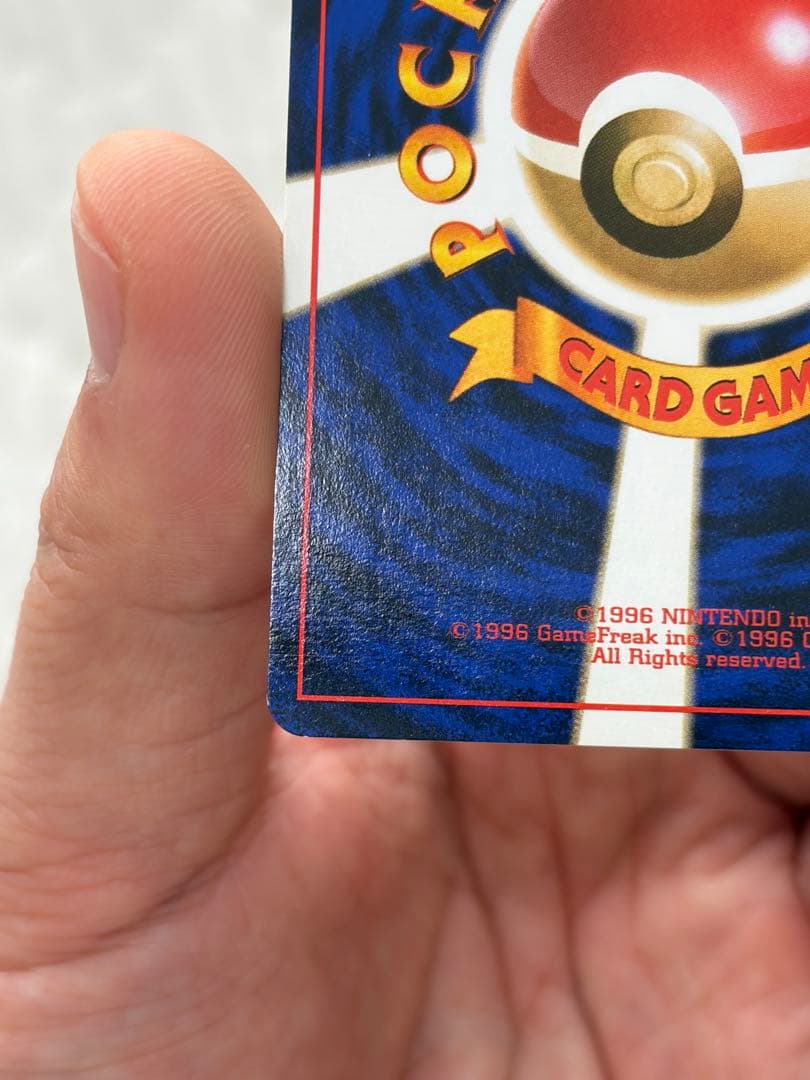 POC
CARD GAM
©1996 NINTENDO in
©1996 GameFreak inc. ©1996 C
All Rights reserved.